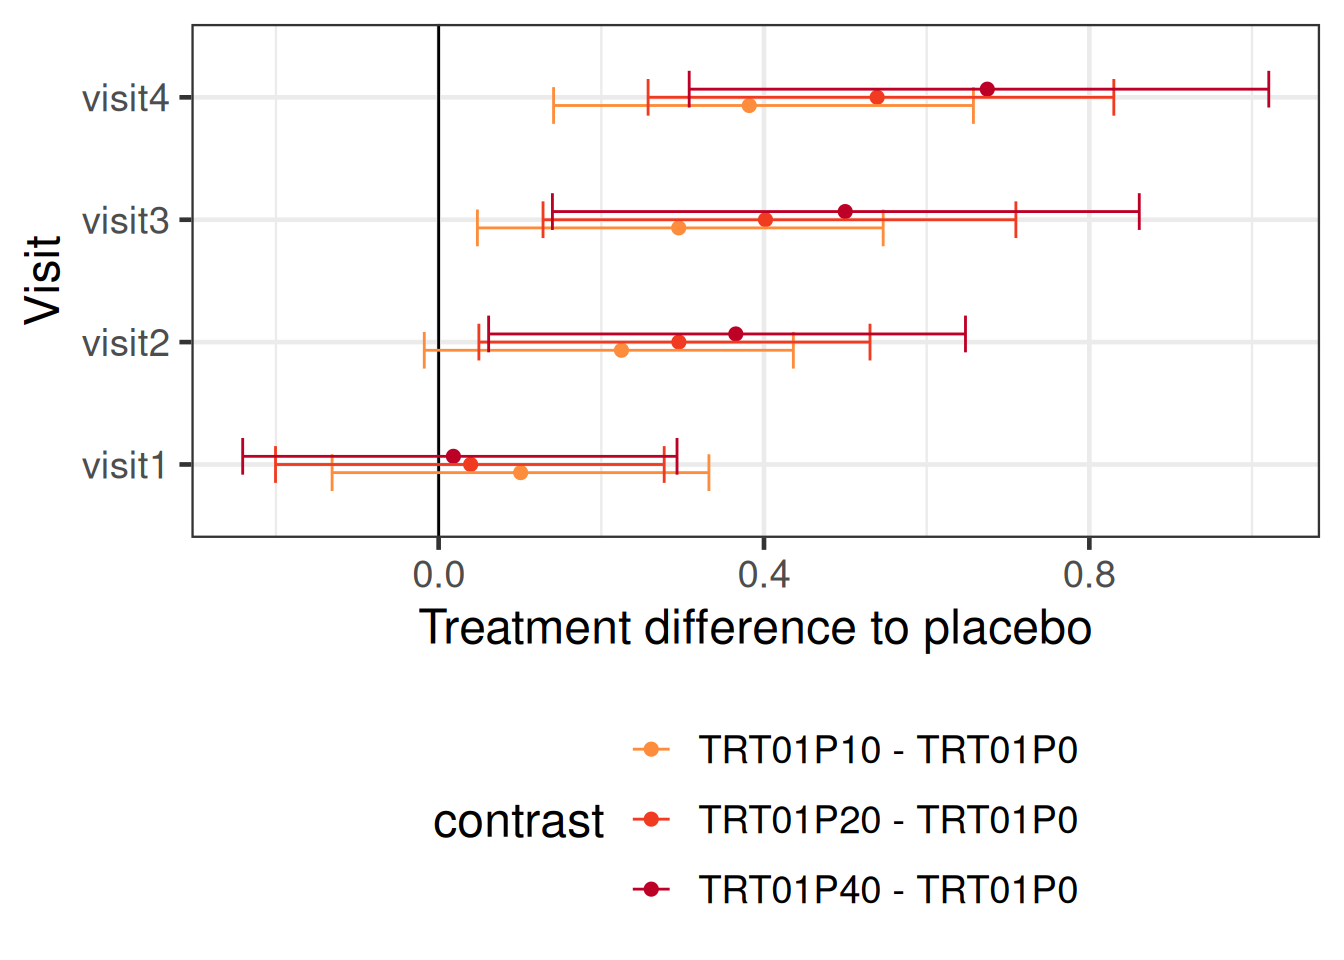 Visit
visit4
visit3
visit2
visit1
0.0 0.4 0.8
Treatment difference to placebo
contrast
TRT01P10 - TRT01P0
TRT01P20 - TRT01P0
TRT01P40 - TRT01P0